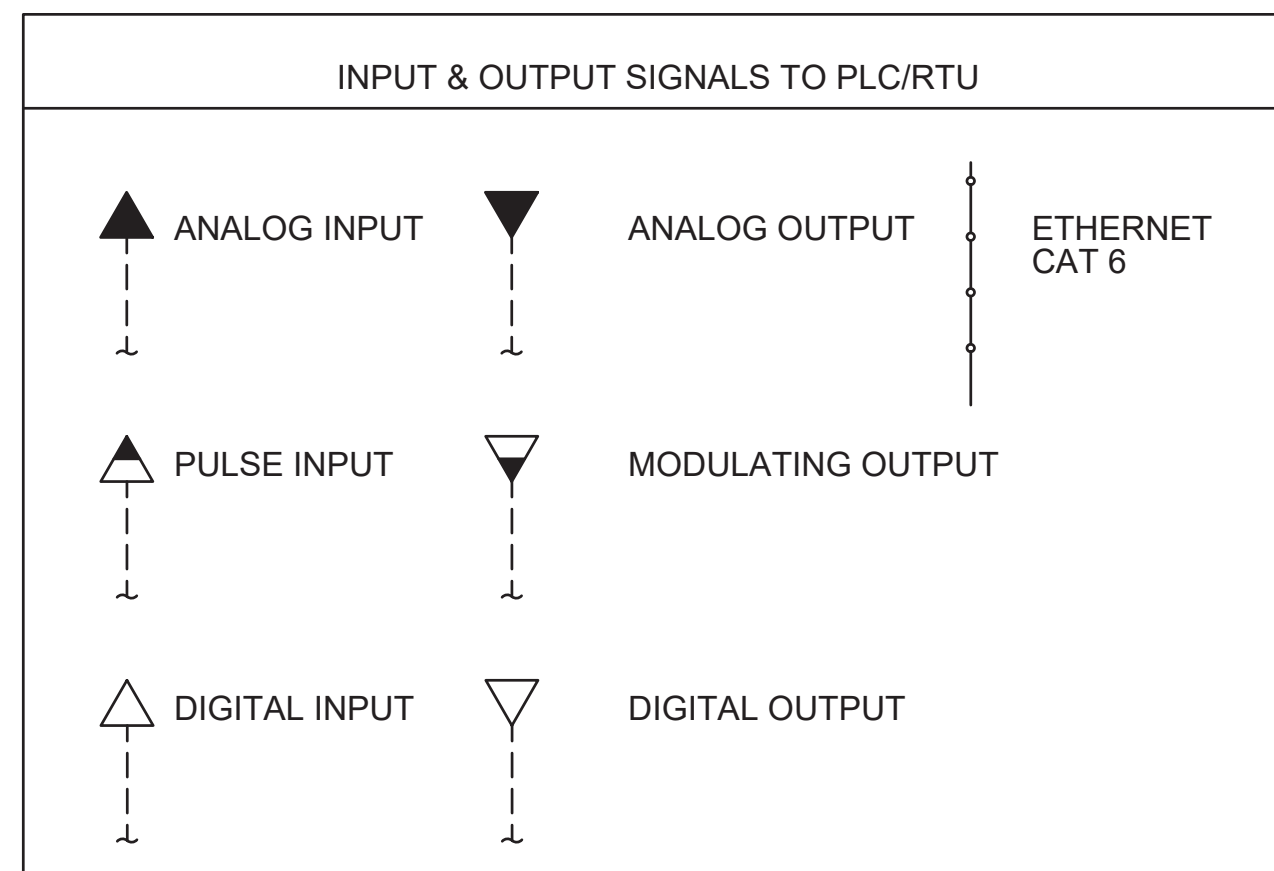 INPUT & OUTPUT SIGNALS TO PLC/RTU
ANALOG INPUT
ANALOG OUTPUT
ETHERNET
CAT 6
PULSE INPUT
MODULATING OUTPUT
DIGITAL INPUT
DIGITAL OUTPUT